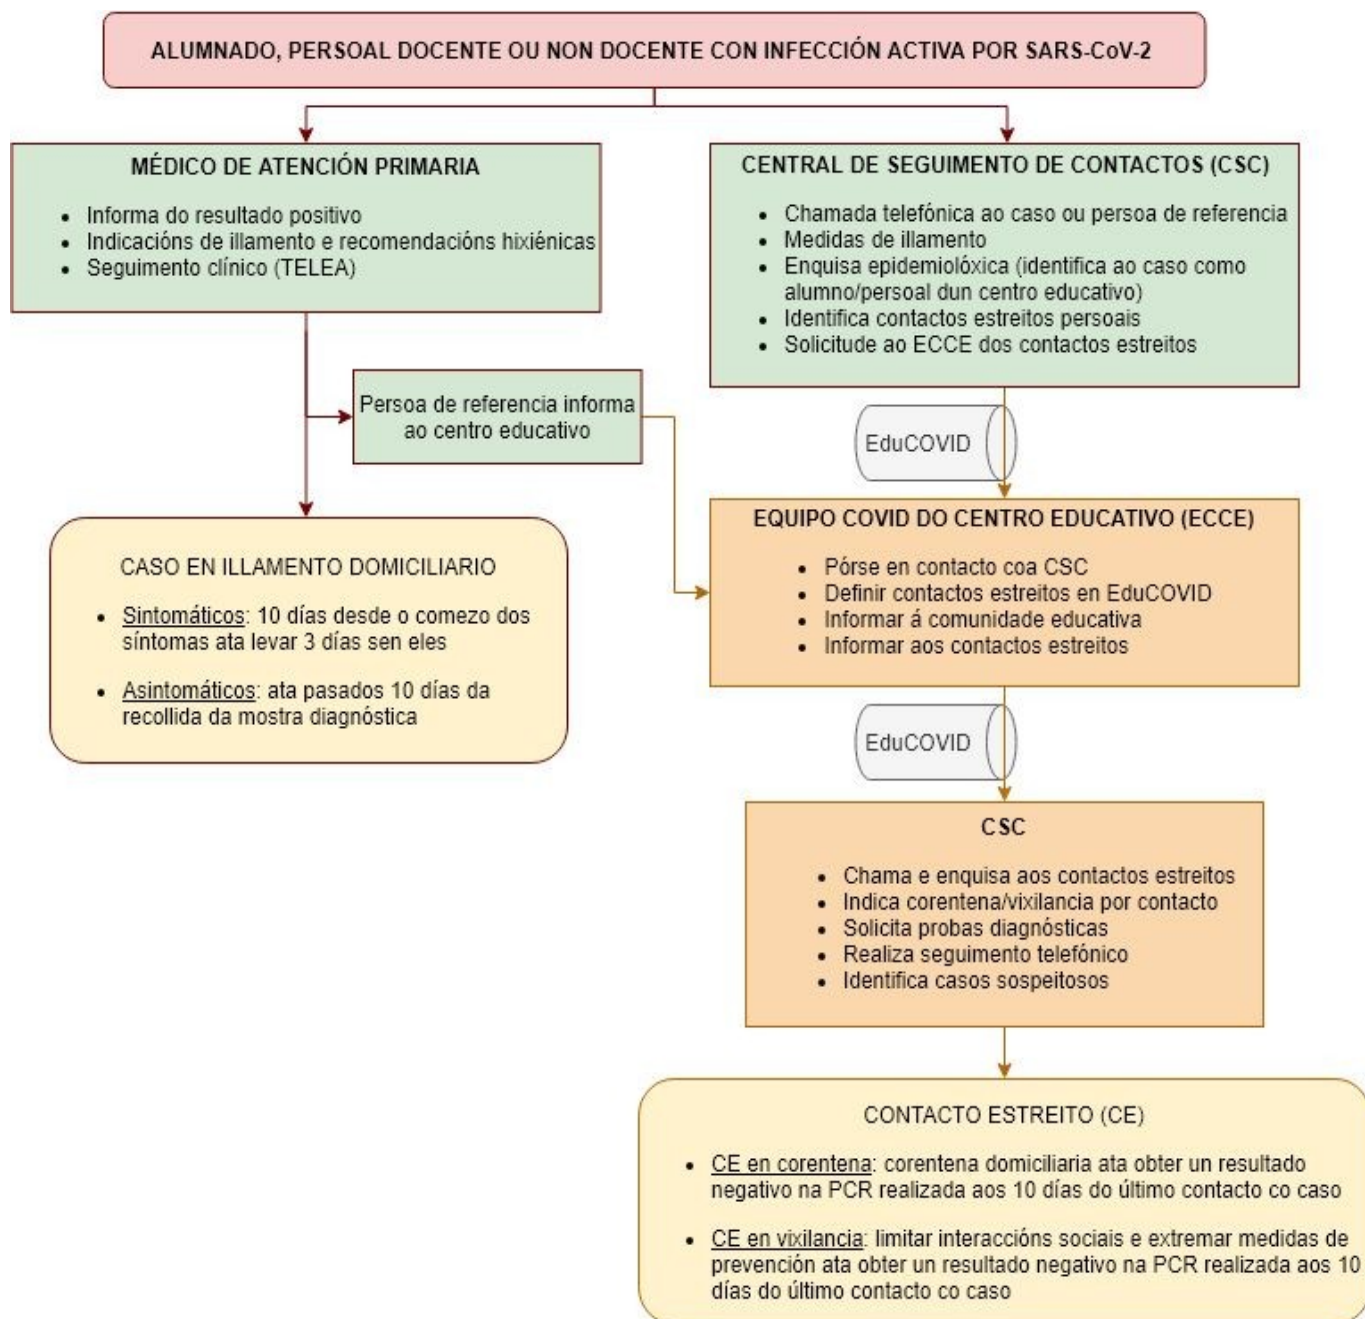 ALUMNADO, PERSOAL DOCENTE OU NON DOCENTE CON INFECCIÓN ACTIVA POR SARS-CoV-2
MÉDICO DE ATENCIÓN PRIMARIA
• Informa do resultado positivo
• Indicacións de illamento e recomendacións hixiénicas
• Seguimento clínico (TELEA)
CENTRAL DE SEGUIMENTO DE CONTACTOS (CSC)
• Chamada telefónica ao caso ou persoa de referencia
• Medidas de illamento
• Enquisa epidemiolóxica (identifica ao caso como
alumno/persoal dun centro educativo)
• Identifica contactos estreitos persoais
• Solicitude ao ECCE dos contactos estreitos
Persoa de referencia informa
ao centro educativo
EduCOVID
CASO EN ILLAMENTO DOMICILIARIO
• Sintomáticos: 10 días desde o comezo dos
síntomas ata levar 3 días sen eles
• Asintomáticos: ata pasados 10 días da
recollida da mostra diagnóstica
EQUIPO COVID DO CENTRO EDUCATIVO (ECCE)
• Pórse en contacto coa CSC
• Definir contactos estreitos en EduCOVID
• Informar á comunidade educativa
• Informar aos contactos estreitos
EduCOVID
CSC
• Chama e enquisa aos contactos estreitos
• Indica corentena/vixilancia por contacto
• Solicita probas diagnósticas
• Realiza seguimento telefónico
• Identifica casos sospeitosos
CONTACTO ESTREITO (CE)
• CE en corentena: corentena domiciliaria ata obter un resultado
negativo na PCR realizada aos 10 días do último contacto co caso
• CE en vixilancia: limitar interaccións sociais e extremar medidas de
prevención ata obter un resultado negativo na PCR realizada aos 10
días do último contacto co caso